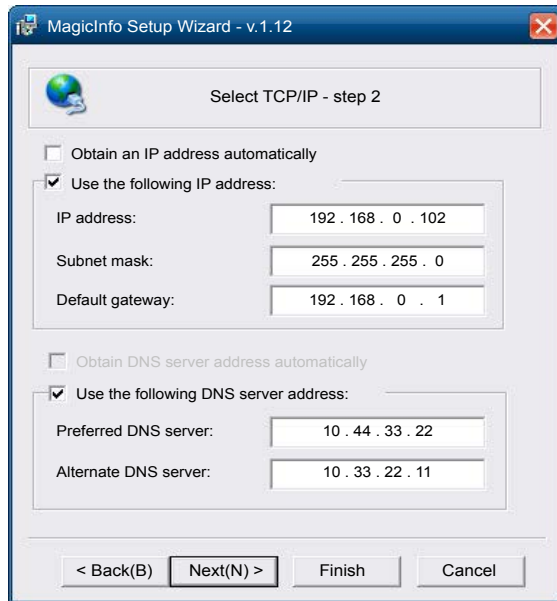 MagicInfo Setup Wizard - v.1.12
Select TCP/IP - step 2
Obtain an IP address automatically
Use the following IP address:
IP address: 192 . 168 . 0 . 102
Subnet mask: 255 . 255 . 255 . 0
Default gateway: 192 . 168 . 0 . 1
Obtain DNS server address automatically
Use the following DNS server address:
Preferred DNS server: 10 . 44 . 33 . 22
Alternate DNS server: 10 . 33 . 22 . 11
< Back(B) Next(N) > Finish Cancel